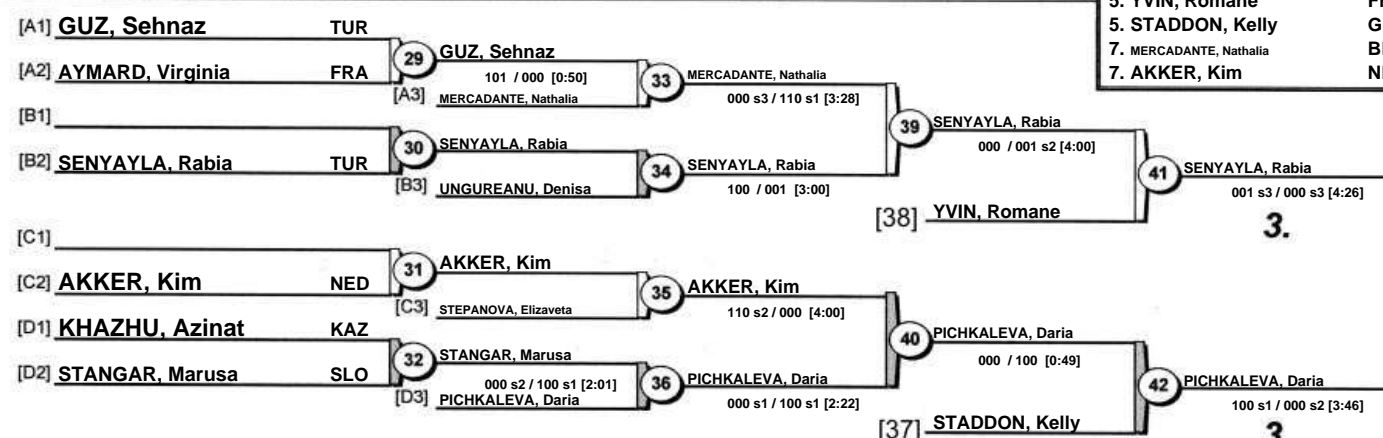 5. YVIN, Romane
5. STADDON, Kelly G
7. MERCADANTE, Nathalia
7. AKKER, Kim
[A1] GUZ, Sehnaz TUR
[A2] AYMARD, Virginia FRA
29
GUZ, Sehnaz
101 / 000 [0:50]
[A3] MERCADANTE, Nathalia
33
MERCADANTE, Nathalia
000 s3 / 110 s1 [3:28]
[B1]
[B2] SENYAYLA, Rabia TUR
30
SENYAYLA, Rabia
[B3] UNGUREANU, Denisa
34
SENYAYLA, Rabia
100 / 001 [3:00]
39
SENYAYLA, Rabia
000 / 001 s2 [4:00]
[38] YVIN, Romane
41
SENYAYLA, Rabia
001 s3 / 000 s3 [4:26]
3.
[C1]
[C2] AKKER, Kim NED
31
AKKER, Kim
[C3] STEPANOVA, Elizaveta
35
AKKER, Kim
110 s2 / 000 [4:00]
[D1] KHAZHU, Azinat KAZ
[D2] STANGAR, Marusa SLO
32
STANGAR, Marusa
000 s2 / 100 s1 [2:01]
[D3] PICHKALEVA, Daria
36
PICHKALEVA, Daria
000 s1 / 100 s1 [2:22]
40
PICHKALEVA, Daria
000 / 100 [0:49]
[37] STADDON, Kelly
42
PICHKALEVA, Daria
100 s1 / 000 s2 [3:46]
3